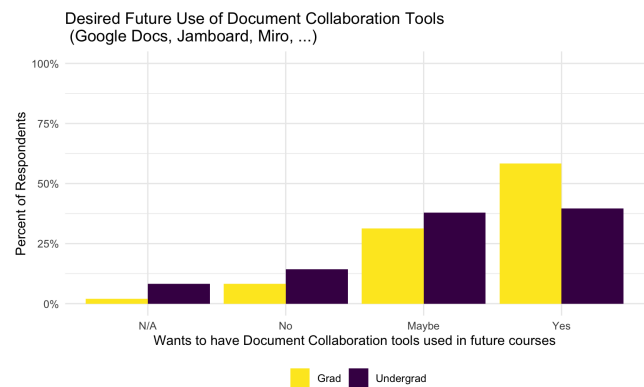 Desired Future Use of Document Collaboration Tools
(Google Docs, Jamboard, Miro, ...)
100%
75%
50%
25%
0%
Percent of Respondents
N/A No Maybe Yes
Wants to have Document Collaboration tools used in future courses
Grad Undergrad